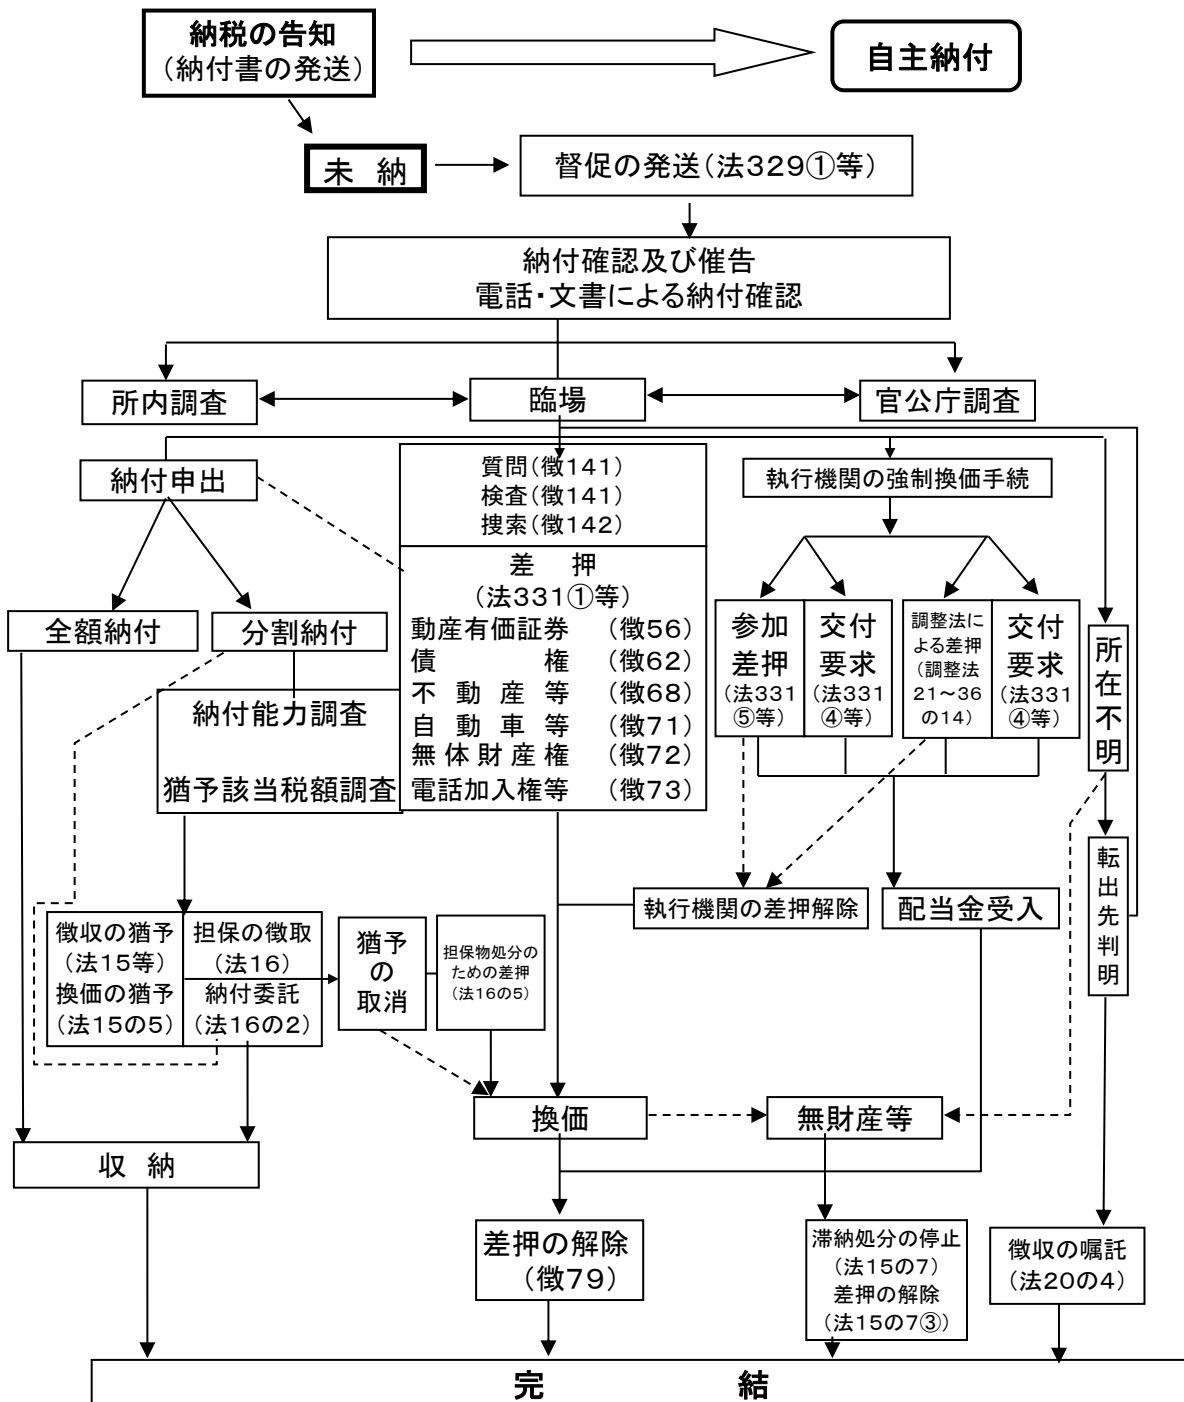 納税の告知
（納付書の発送）
自主納付
未　納
督促の発送（法329①等）
納付確認及び催告
電話・文書による納付確認
所内調査
臨場
官公庁調査
納付申出
質問（徴141）
検査（徴141）
捜索（徴142）
執行機関の強制換価手続
差　押
（法331①等）
動産有価証券　（徴56）
債　　　　権　（徴62）
不動産等　（徴68）
自動車等　（徴71）
無体財産権　（徴72）
電話加入権等　（徴73）
全額納付
分割納付
参加
差押
（法331
⑤等）
交付
要求
（法331
④等）
調整法に
よる差押
（調整法
21～36
の14）
交付
要求
（法331
④等）
所在不明
納付能力調査
猶予該当税額調査
転出先判明
執行機関の差押解除
配当金受入
徴収の猶予
（法15等）
換価の猶予
（法15の5）
担保の徴取
（法16）
納付委託
（法16の2）
猶予
の
取消
担保物処分の
ための差押
（法16の5）
換価
無財産等
収　納
差押の解除
（徴79）
滞納処分の停止
（法15の7）
差押の解除
（法15の7③）
徴収の嘱託
（法20の4）
完　　　結